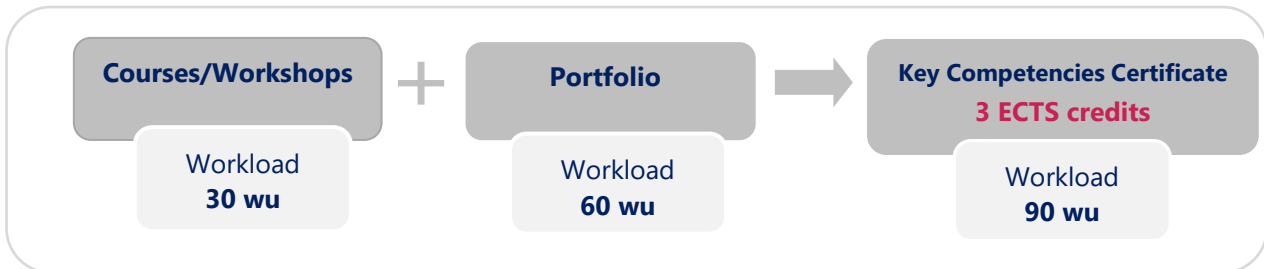 Courses/Workshops
Workload
30 wu
+
Portfolio
Workload
60 wu
Key Competencies Certificate
3 ECTS credits
Workload
90 wu